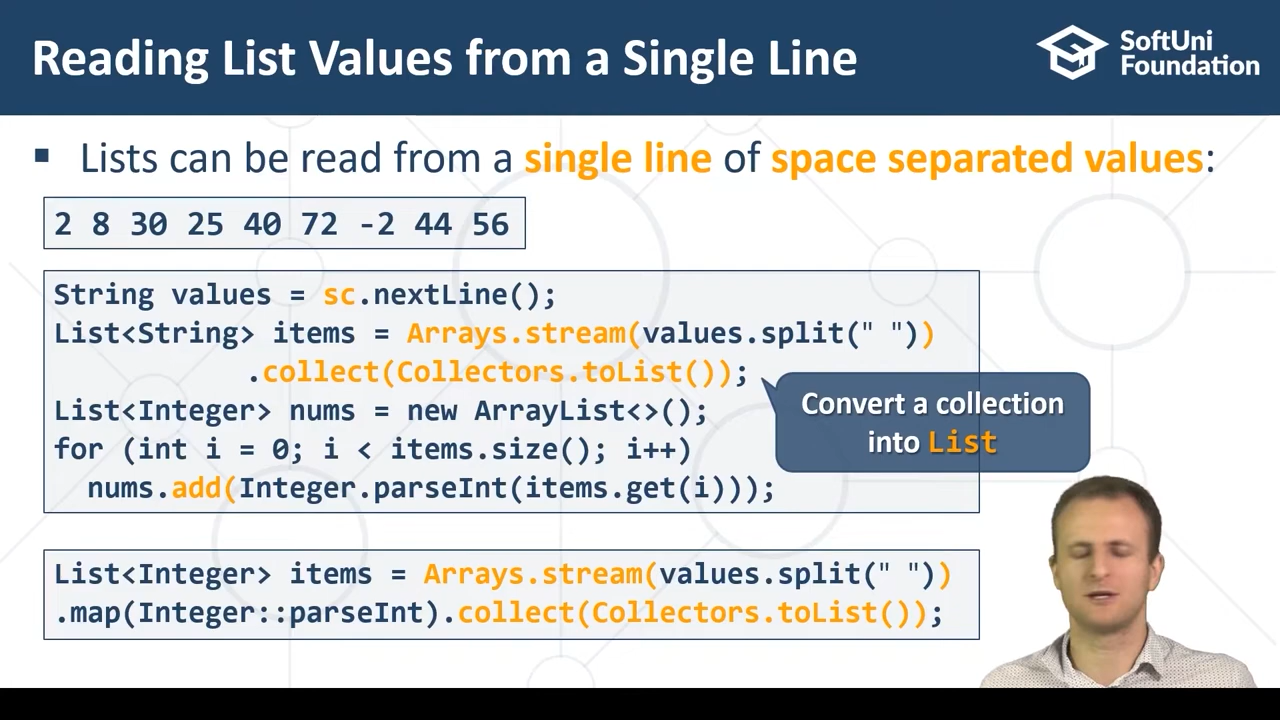 Reading List Values from a Single Line
SoftUni
Foundation
▪ Lists can be read from a single line of space separated values:
2 8 30 25 40 72 -2 44 56
String values = sc.nextLine();
List<String> items = Arrays.stream(values.split(" "))
.collect(Collectors.toList());
List<Integer> nums = new ArrayList<>();
for (int i = 0; i < items.size(); i++)
nums.add(Integer.parseInt(items.get(i)));
Convert a collection
into List
List<Integer> items = Arrays.stream(values.split(" "))
.map(Integer::parseInt).collect(Collectors.toList());